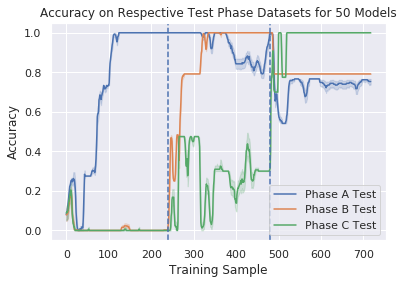 Accuracy on Respective Test Phase Datasets for 50 Models
1.0
0.8
0.6
0.4
0.2
0.0
Accuracy
Phase A Test
Phase B Test
Phase C Test
0 100 200 300 400 500 600 700
Training Sample